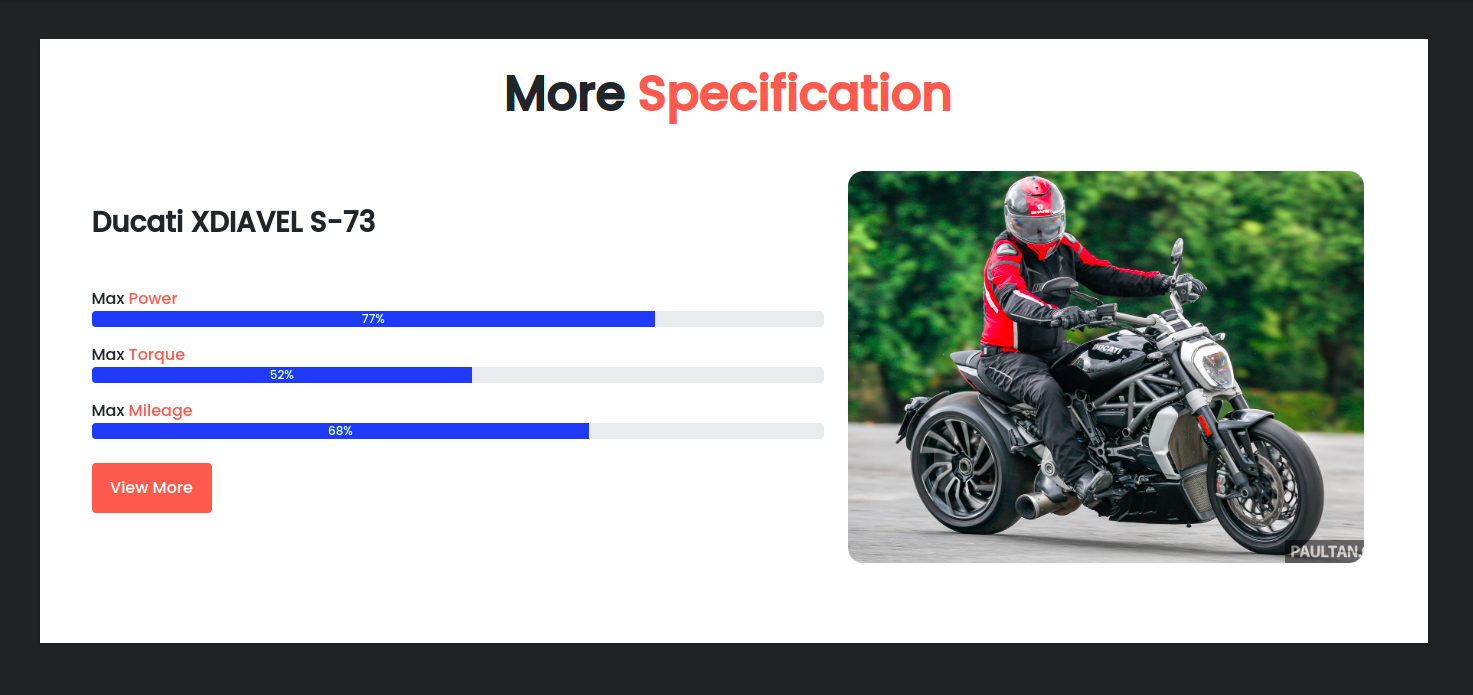 More Specification
Ducati XDIAVEL S-73
Max Power
77%
Max Torque
52%
Max Mileage
68%
View More
DUCATI
PAULTAN.